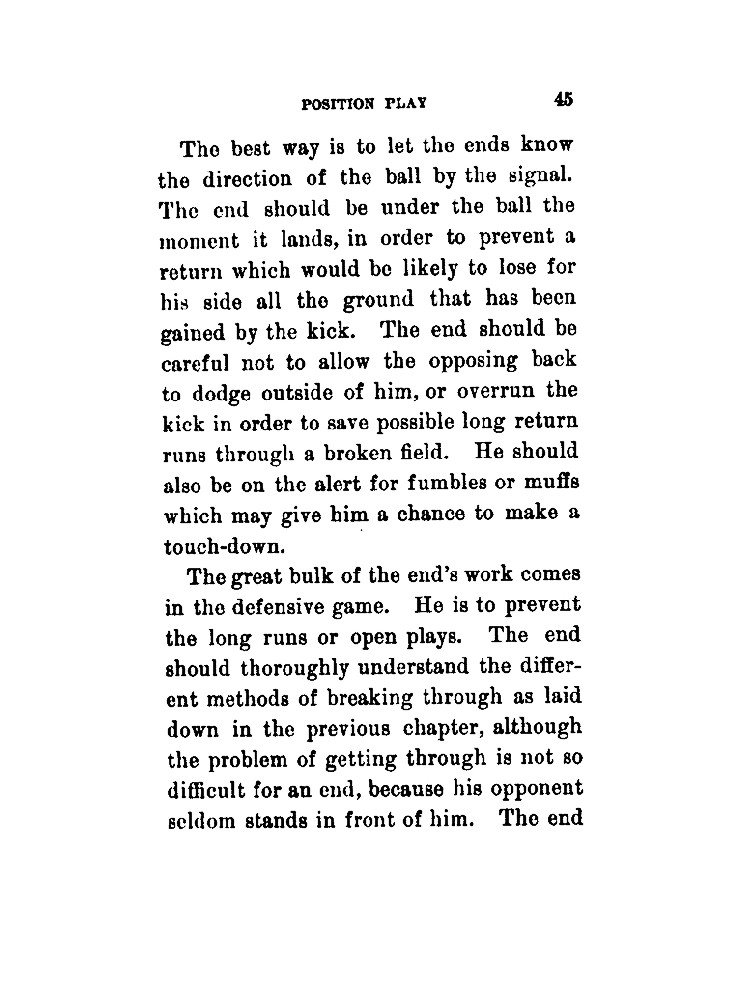 POSITION PLAY 45
The best way is to let the ends know
the direction of the ball by the signal.
The end should be under the ball the
moment it lands, in order to prevent a
return which would be likely to lose for
his side all the ground that has been
gained by the kick. The end should be
careful not to allow the opposing back
to dodge outside of him, or overrun the
kick in order to save possible long return
runs through a broken field. He should
also be on the alert for fumbles or muffs
which may give him a chance to make a
touch-down.
The great bulk of the end's work comes
in the defensive game. He is to prevent
the long runs or open plays. The end
should thoroughly understand the differ-
ent methods of breaking through as laid
down in the previous chapter, although
the problem of getting through is not so
difficult for an end, because his opponent
seldom stands in front of him. The end